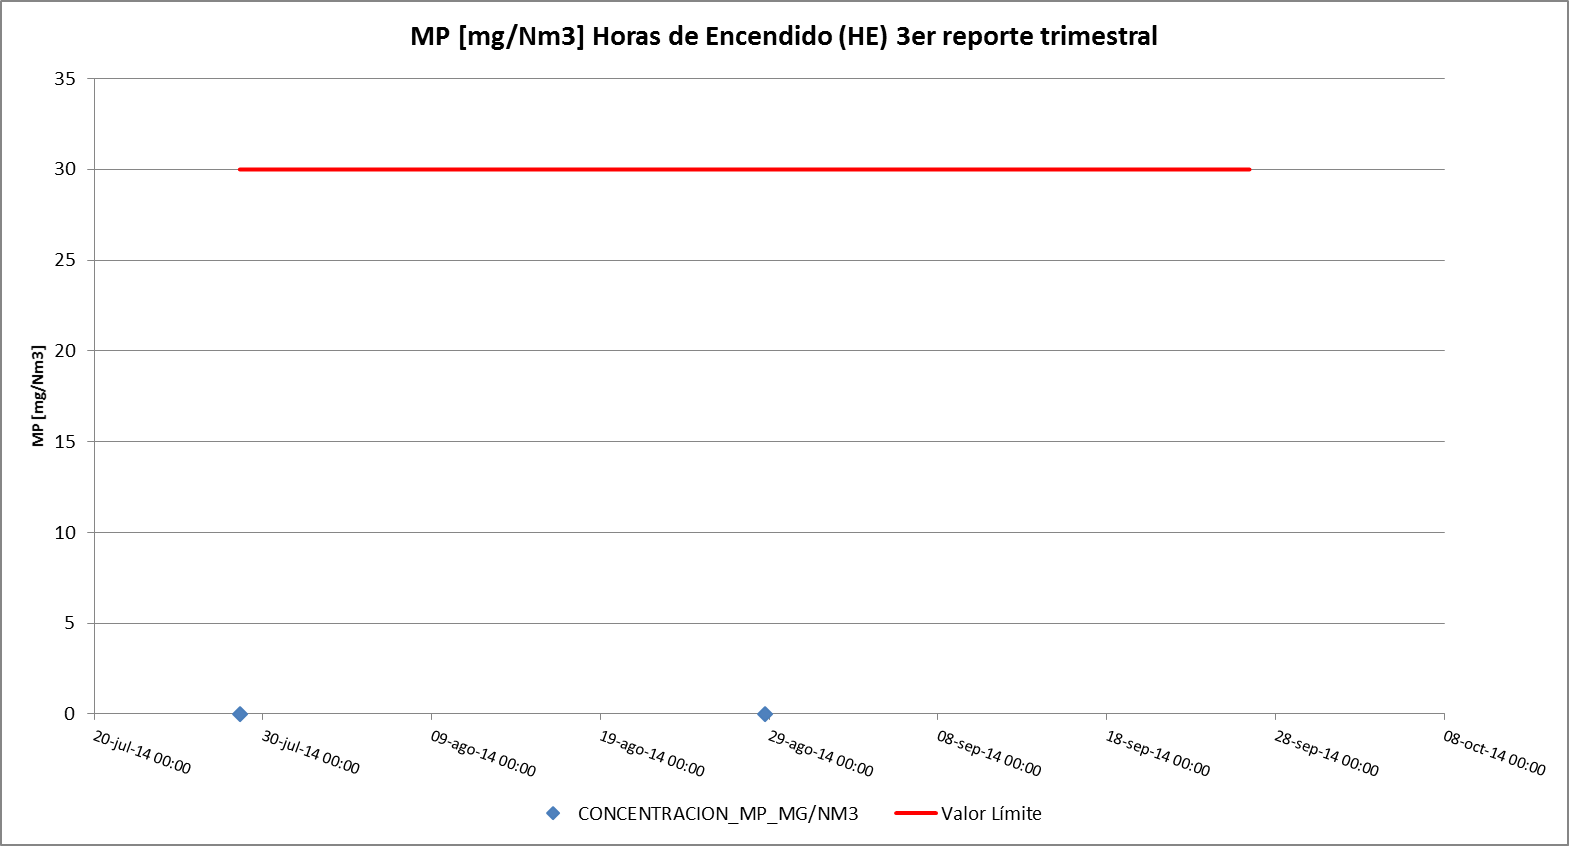 MP [mg/Nm3] Horas de Encendido (HE) 3er reporte trimestral
35
30
25
20
15
10
5
0
MP [mg/Nm3]
20-jul-14 00:00
30-jul-14 00:00
09-ago-14 00:00
19-ago-14 00:00
29-ago-14 00:00
08-sep-14 00:00
18-sep-14 00:00
28-sep-14 00:00
08-oct-14 00:00
CONCENTRACION_MP_MG/NM3
Valor Límite